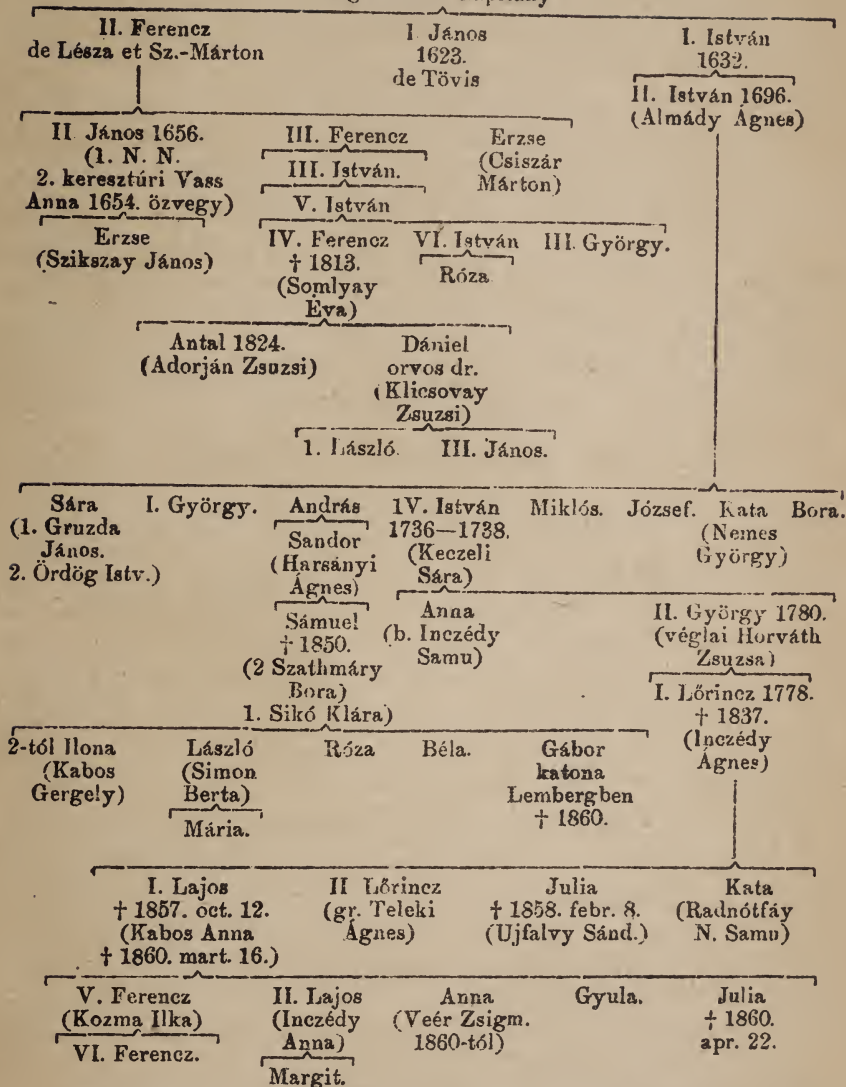 II. Ferencz I. János I. István
de Lésza et Sz.-Márton 1623. 1632.
de Tövis
II. István 1696.
(Almády Ágnes)
II János 1656. III. Ferencz Erzse
(1. N. N. (Csiszár
III. István. Márton)
2. keresztúri Vass
Anna 1654. özvegy) V. István
Erzse IV. Ferencz VI. István III. György.
(Szikszay János) † 1813. Róza
(Somlyay
Éva)
Antal 1824. Dániel
(Adorján Zsuzsi) orvos dr.
(Klicsovay
Zsuzsi)
1. László. III. János.
Sára I. György. András 1V. István Miklós. József. Kata Bora.
(1. Gruzda Sandor 1736—1738. (Nemes
János. (Harsányi (Keczeli György)
2. Ördög Istv.) Ágnes) Sára)
Sámuel Anna II. György 1780.
† 1850. (b. Inczédy (véglai Horváth
(2 Szathmáry Samu) Zsuzsa)
Bora) I. Lőrincz 1778.
1. Sikó Klára) † 1837.
(Inczédy
Ágnes)
2-tól Ilona László Róza Béla. Gábor
(Kabos (Simon katona
Gergely) Berta) Lembergben
Mária. † 1860.
I. Lajos II Lőrincz Julia Kata
† 1857. oct. 12. (gr. Teleki † 1858. febr. 8. (Radnótfáy
(Kabos Anna Ágnes) (Ujfalvy Sánd.) N. Samu)
† 1860. mart. 16.)
V. Ferencz II. Lajos Anna Gyula. Julia
(Kozma Ilka) (Inczédy (Veér Zsigm. † 1860.
VI. Ferencz. Anna) 1860-tól) apr. 22.
Margit.